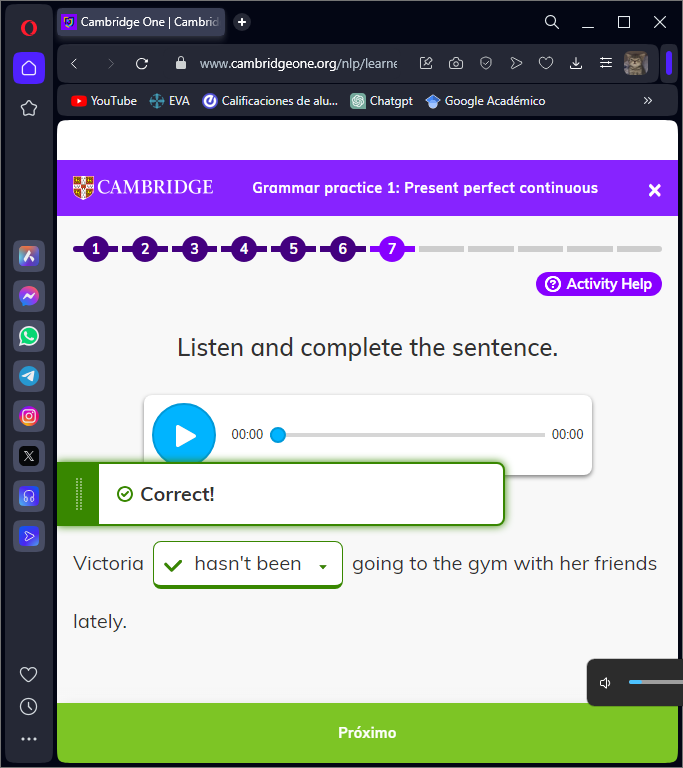 Cambridge One | Cambrid
www.cambridgeone.org/nlp/learne
YouTube EVA Calificaciones de alu... Chatgpt Google Académico »
CAMBRIDGE Grammar practice 1: Present perfect continuous
1 2 3 4 5 6 7
Activity Help
Listen and complete the sentence.
00:00 00:00
Correct!
Victoria hasn't been going to the gym with her friends
lately.
Próximo